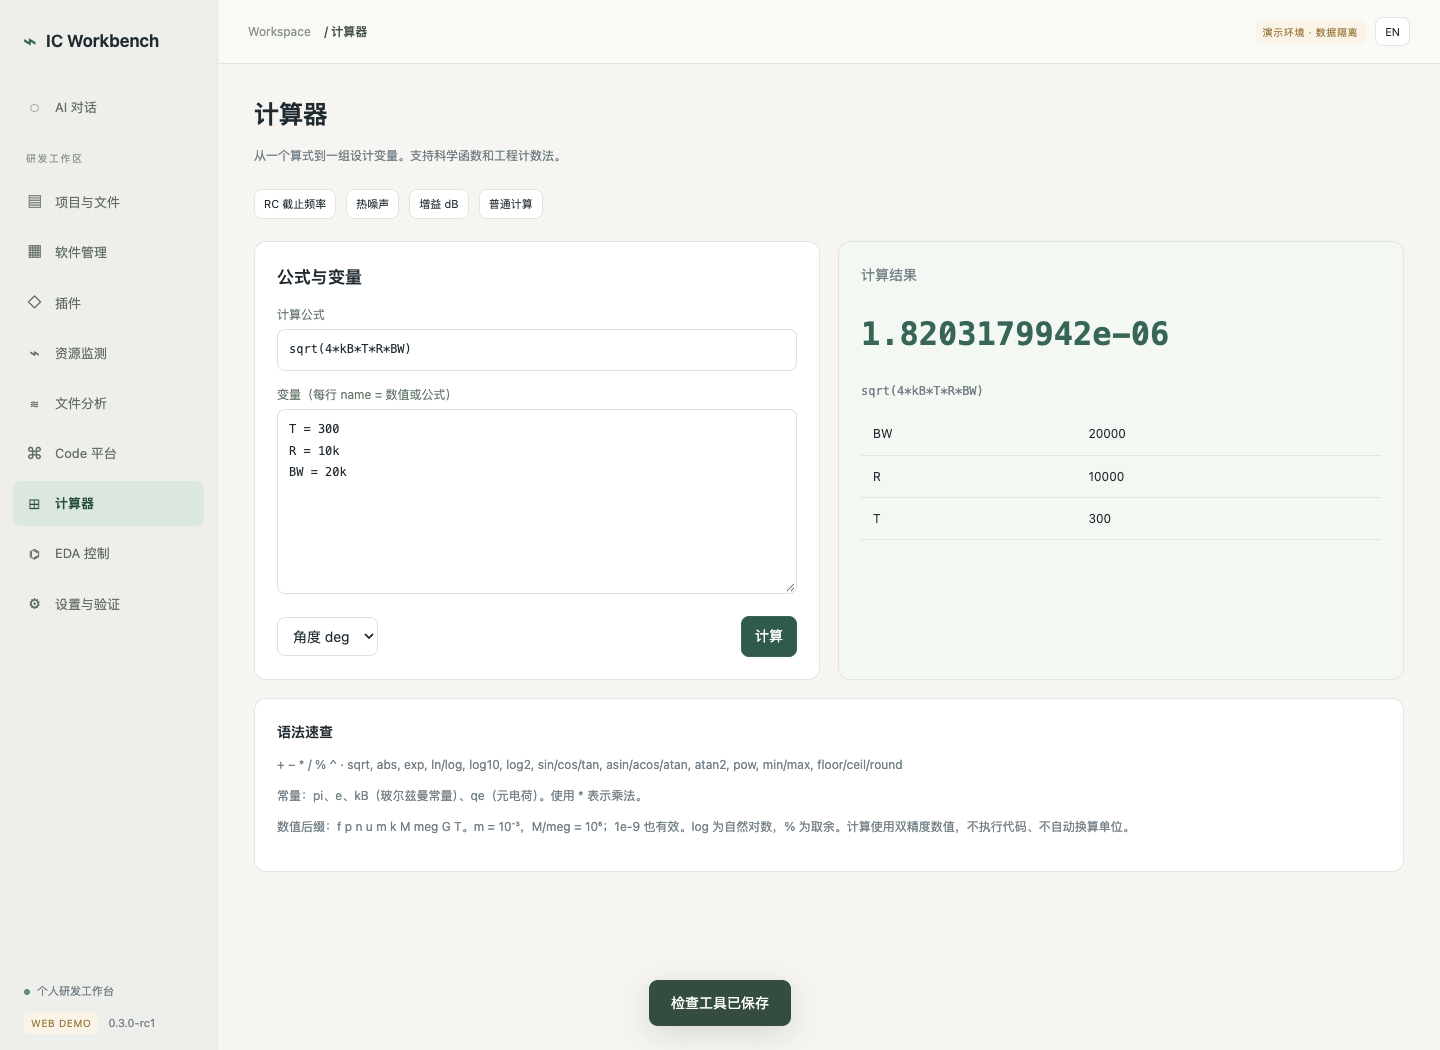 IC Workbench
AI 对话
研发工作区
项目与文件
软件管理
插件
资源监测
文件分析
Code 平台
计算器
EDA 控制
设置与验证
个人研发工作台
WEB DEMO 0.3.0-rc1
Workspace / 计算器
演示环境 · 数据隔离
EN
计算器
从一个算式到一组设计变量。支持科学函数和工程计数法。
RC 截止频率 热噪声 增益 dB 普通计算
公式与变量
计算公式
sqrt(4*kB*T*R*BW)
变量（每行 name = 数值或公式）
T = 300
R = 10k
BW = 20k
角度 deg
计算
计算结果
1.8203179942e-06
sqrt(4*kB*T*R*BW)
BW 20000
R 10000
T 300
语法速查
+ − * / % ^ · sqrt, abs, exp, ln/log, log10, log2, sin/cos/tan, asin/acos/atan, atan2, pow, min/max, floor/ceil/round
常量：pi、e、kB（玻尔兹曼常量）、qe（元电荷）。使用 * 表示乘法。
数值后缀：f p n u m k M meg G T。m = 10⁻³，M/meg = 10⁶；1e-9 也有效。log 为自然对数，% 为取余。计算使用双精度数值，不执行代码、不自动换算单位。
检查工具已保存